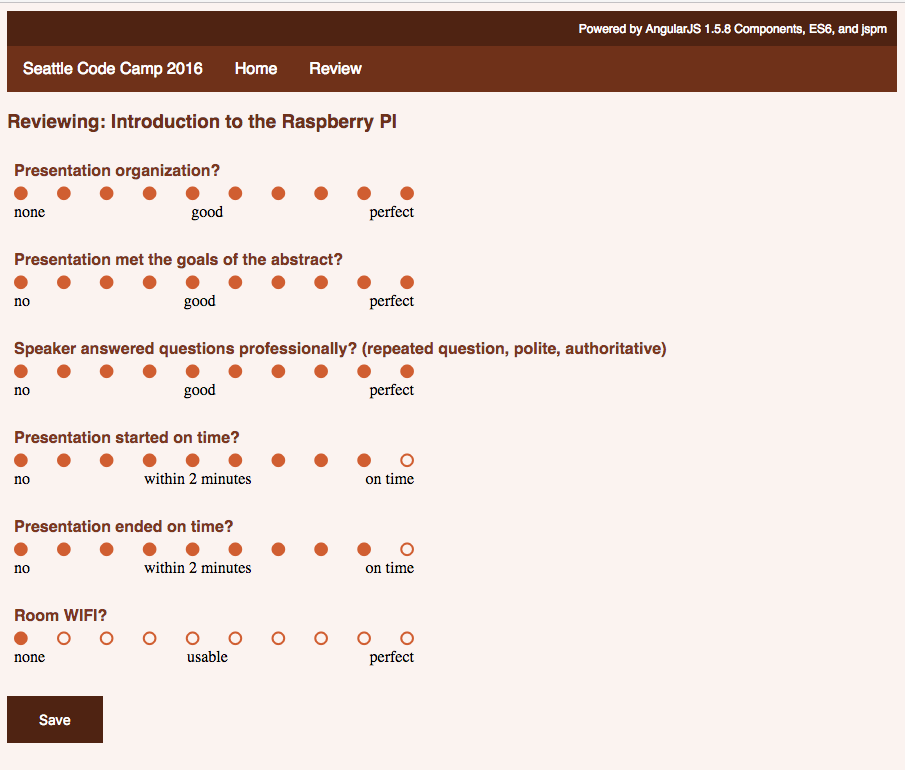 Powered by AngularJS 1.5.8 Components, ES6, and jspm
Seattle Code Camp 2016 Home Review
Reviewing: Introduction to the Raspberry PI
Presentation organization?
none good perfect
Presentation met the goals of the abstract?
no good perfect
Speaker answered questions professionally? (repeated question, polite, authoritative)
no good perfect
Presentation started on time?
no within 2 minutes on time
Presentation ended on time?
no within 2 minutes on time
Room WIFI?
none usable perfect
Save